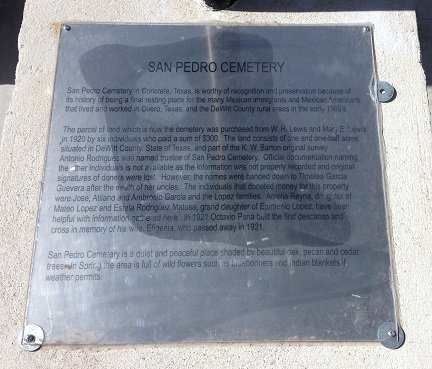 SAN PEDRO CEMETERY
San Pedro Cemetery in Concrete, Texas, is worthy of recognition and preservation because of
its history of being a final resting place for the many Mexican immigrants and Mexican Americans
that lived and worked in Cuero, Texas, and the DeWitt County rural areas in the early 1900's.
The parcel of land which is now the cemetery was purchased from W. H. Lewis and Mary E. Lewis
in 1920 by six individuals who paid a sum of $300. The land consists of one and one-half acres
situated in DeWitt County, State of Texas, and part of the K. W. Barton original survey.
Antonio Rodriguez was named trustee of San Pedro Cemetery. Official documentation naming
the other individuals is not available as the information was not properly recorded and original
signatures of donors were lost. However, the names were handed down to Timotea Garcia
Guevara after the death of her uncles. The individuals that donated money for this property
were Jose, Atilano and Ambrosio Garcia and the Lopez families. Amelia Reyna, daughter of
Mateo Lopez and Estela Rodriguez Matusa, grand daughter of Epimenio Lopez, have been
helpful with information gathered here. In 1921 Octavio Pana built the first descanso and
cross in memory of his wife, Efigenia, who passed away in 1921.
San Pedro Cemetery is a quiet and peaceful place shaded by beautiful oak, pecan and cedar
trees. In Spring the area is full of wild flowers such as bluebonnets and Indian blankets if
weather permits.